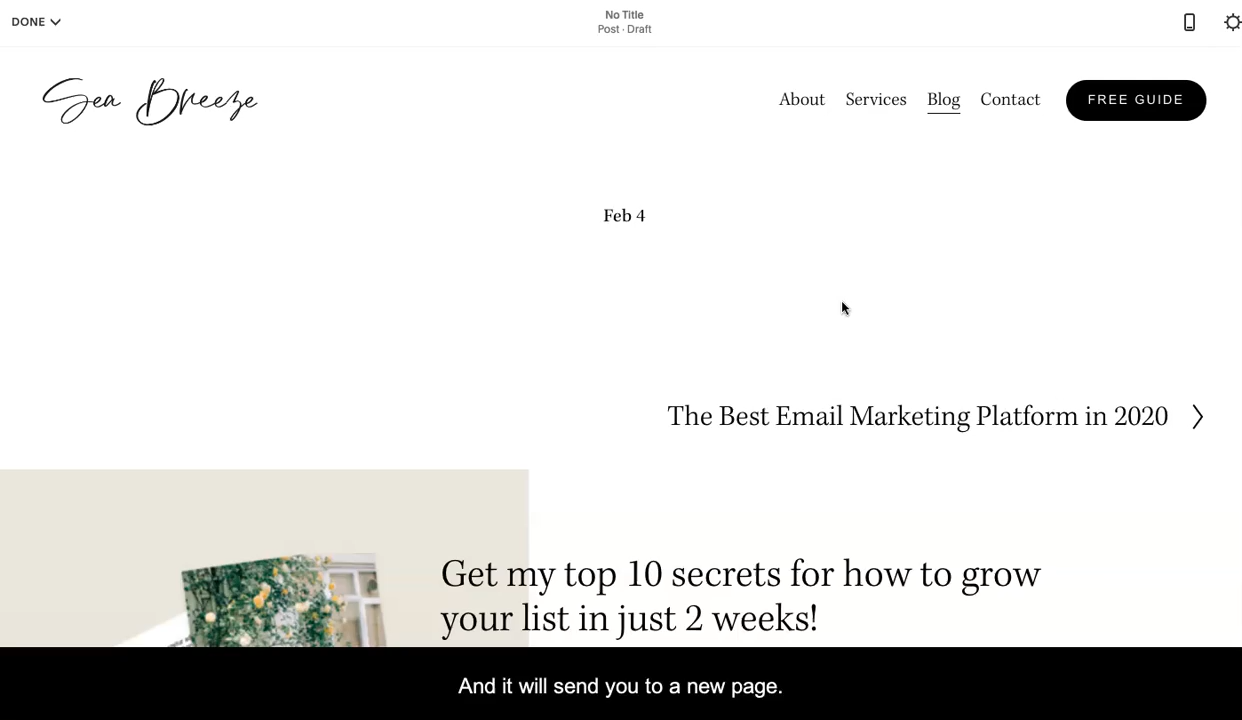 DONE
No Title
Post · Draft
Sea Breeze
About Services Blog Contact FREE GUIDE
Feb 4
The Best Email Marketing Platform in 2020
Get my top 10 secrets for how to grow
your list in just 2 weeks!
And it will send you to a new page.